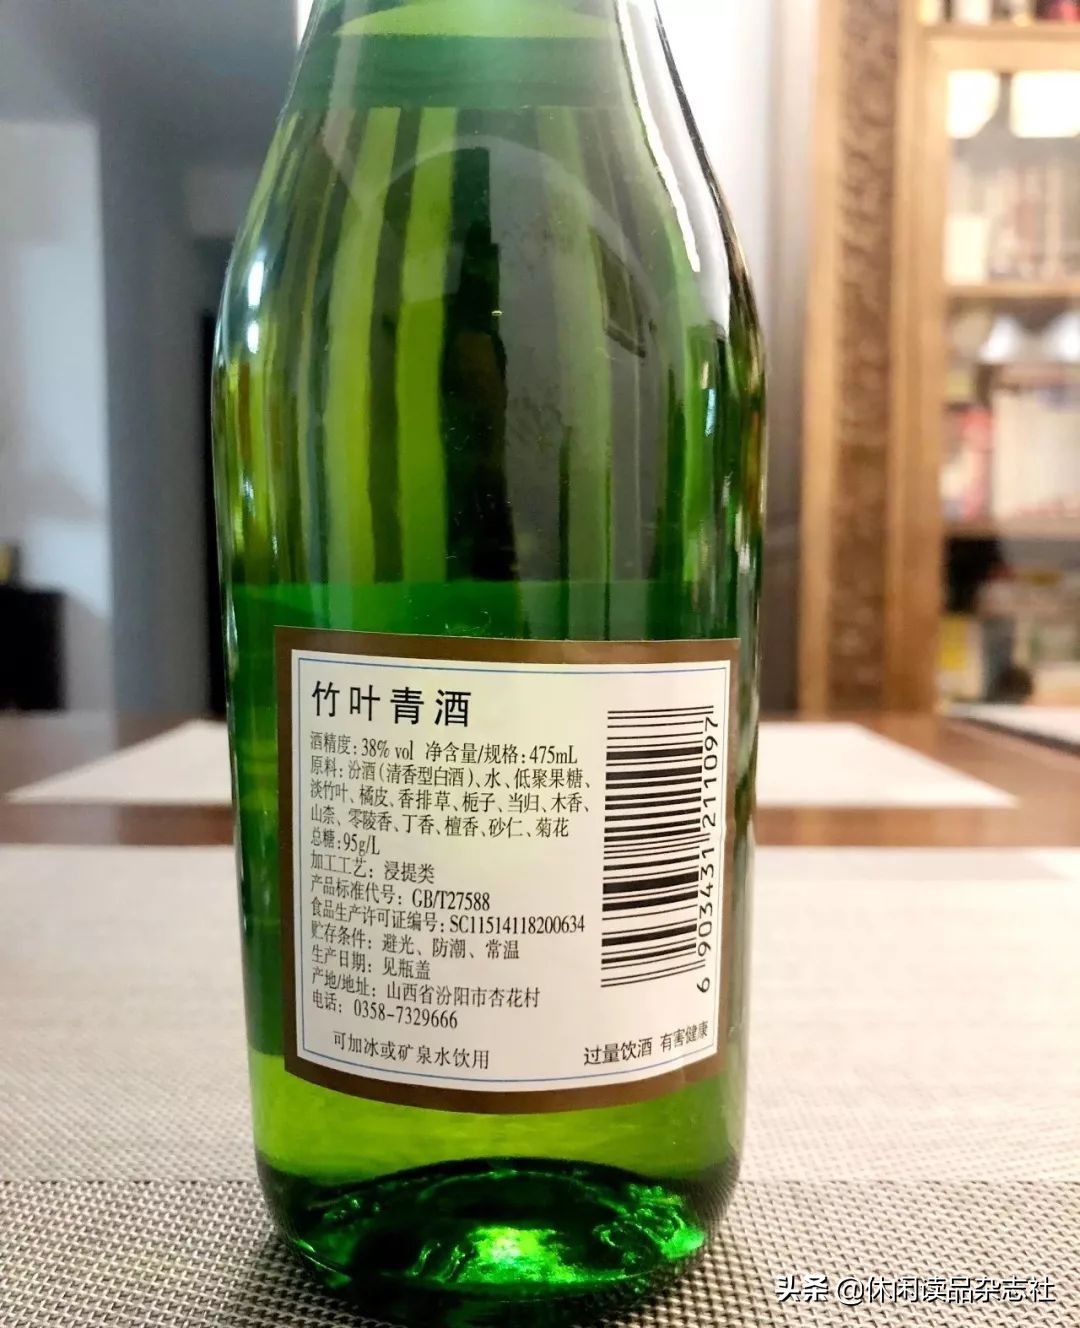 竹叶青酒
酒精度:38% vol 净含量/规格:475mL
原料:汾酒(清香型白酒)、水、低聚果糖、
淡竹叶、橘皮、香排草、栀子、当归、木香、
山柰、零陵香、丁香、檀香、砂仁、菊花
总糖:95g/L
加工工艺: 浸提类
产品标准代号: GB/T27588
食品生产许可证编号:SC11514118200634
贮存条件: 避光、防潮、常温
生产日期: 见瓶盖
产地/地址: 山西省汾阳市杏花村
电话: 0358-7329666
可加冰或矿泉水饮用
过量饮酒 有害健康
6 903431 211097
头条 @休闲读品杂志社